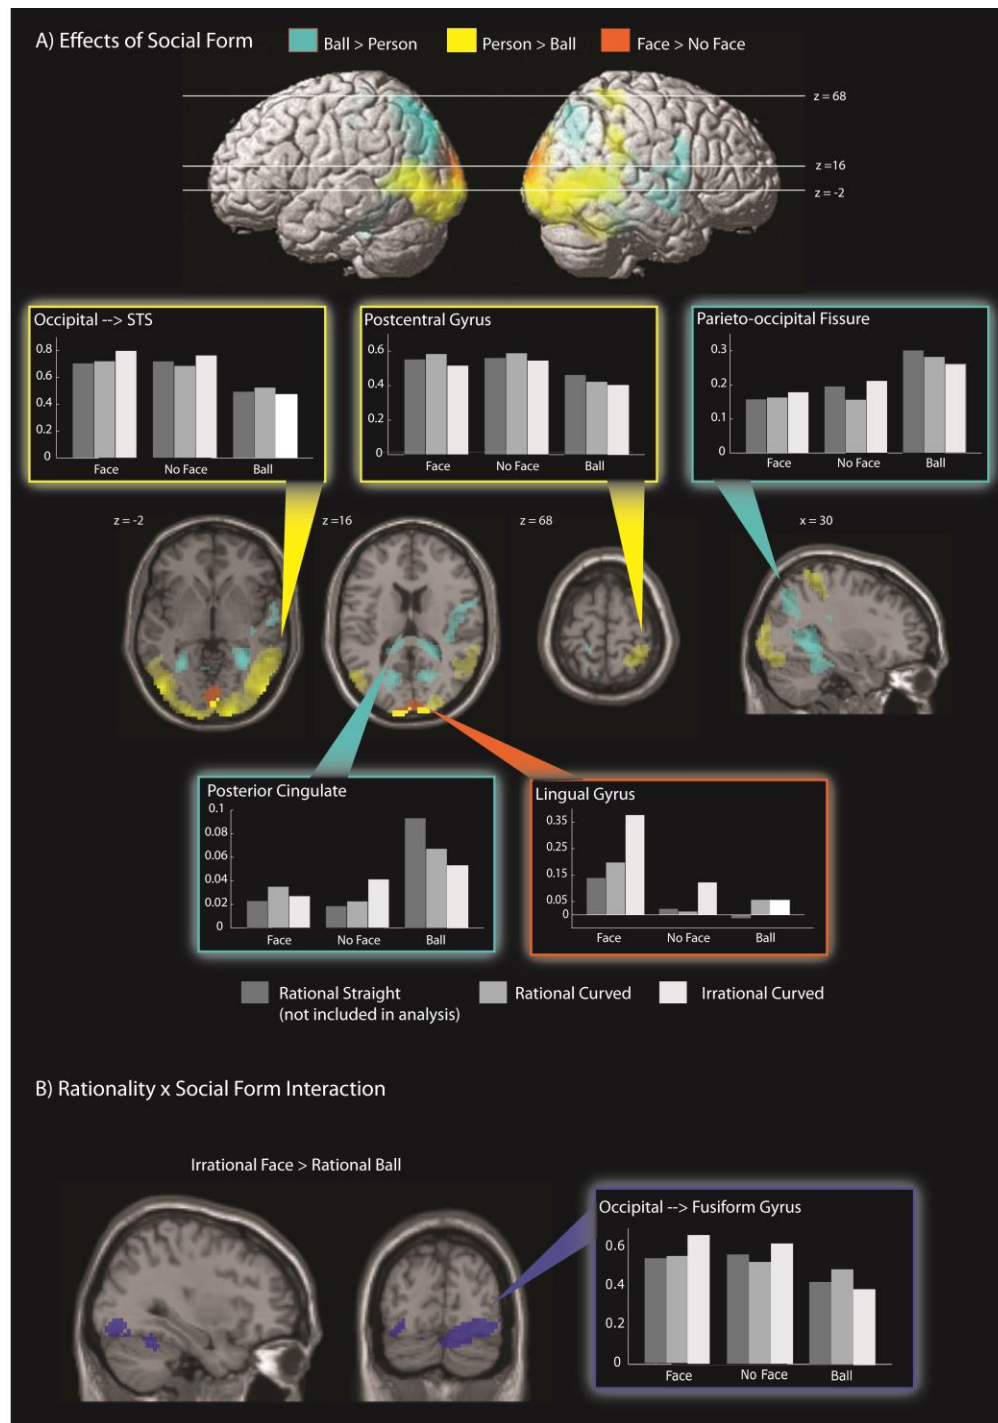 A) Effects of Social Form
Ball > Person
Person > Ball
Face > No Face
z = 68
z =16
z = -2
Occipital --> STS
0.8
0.6
0.4
0.2
0
Face No Face Ball
Postcentral Gyrus
0.6
0.4
0.2
0
Face No Face Ball
Parieto-occipital Fissure
0.3
0.2
0.1
0
Face No Face Ball
z = -2
z =16
z = 68
x = 30
Posterior Cingulate
0.1
0.08
0.06
0.04
0.02
0
Face No Face Ball
Lingual Gyrus
0.35
0.25
0.15
0.05
0
Face No Face Ball
Rational Straight
(not included in analysis)
Rational Curved
Irrational Curved
B) Rationality x Social Form Interaction
Irrational Face > Rational Ball
Occipital --> Fusiform Gyrus
0.6
0.4
0.2
0
Face No Face Ball